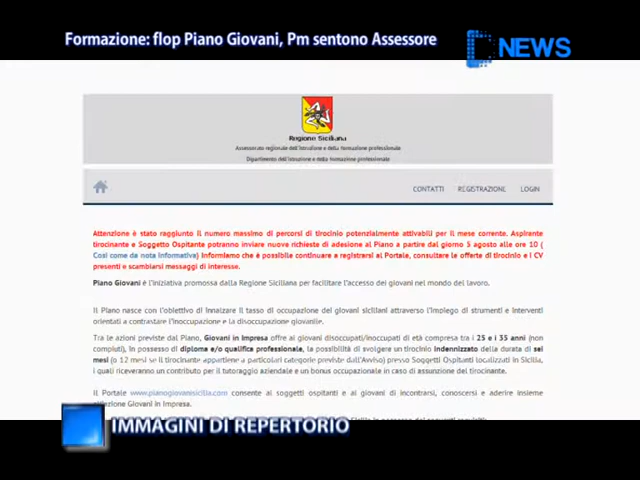 Formazione: flop Piano Giovani, Pm sentono Assessore
NEWS
Regione Siciliana
Assessorato regionale dell'istruzione e della formazione professionale
Dipartimento dell'istruzione e della formazione professionale
CONTATTI REGISTRAZIONE LOGIN
Attenzione è stato raggiunto il numero massimo di percorsi di tirocinio potenzialmente attivabili per il mese corrente. Aspirante
tirocinante e Soggetto Ospitante potranno inviare nuove richieste di adesione al Piano a partire dal giorno 5 agosto alle ore 10 (
Così come da nota informativa) Informiamo che è possibile continuare a registrarsi al Portale, consultare le offerte di tirocinio e i CV
presenti e scambiarsi messaggi di interesse.
Piano Giovani è l'iniziativa promossa dalla Regione Siciliana per facilitare l'accesso dei giovani nel mondo del lavoro.
Il Piano nasce con l'obiettivo di innalzare il tasso di occupazione dei giovani siciliani attraverso l'impiego di strumenti e interventi
orientati a contrastare l'inoccupazione e la disoccupazione giovanile.
Tra le azioni previste dal Piano, Giovani in Impresa offre ai giovani disoccupati/inoccupati di età compresa tra i 25 e i 35 anni (non
compiuti), in possesso di diploma e/o qualifica professionale, la possibilità di svolgere un tirocinio indennizzato della durata di sei
mesi (o 12 mesi se il tirocinante appartiene a particolari categorie previste dall'Avviso) presso Soggetti Ospitanti localizzati in Sicilia,
i quali riceveranno un contributo per il tutoraggio aziendale e un bonus occupazionale in caso di assunzione del tirocinante.
Il Portale www.pianogiovanisicilia.com consente ai soggetti ospitanti e ai giovani di incontrarsi, conoscersi e aderire insieme
all'azione Giovani in Impresa.
IMMAGINI DI REPERTORIO